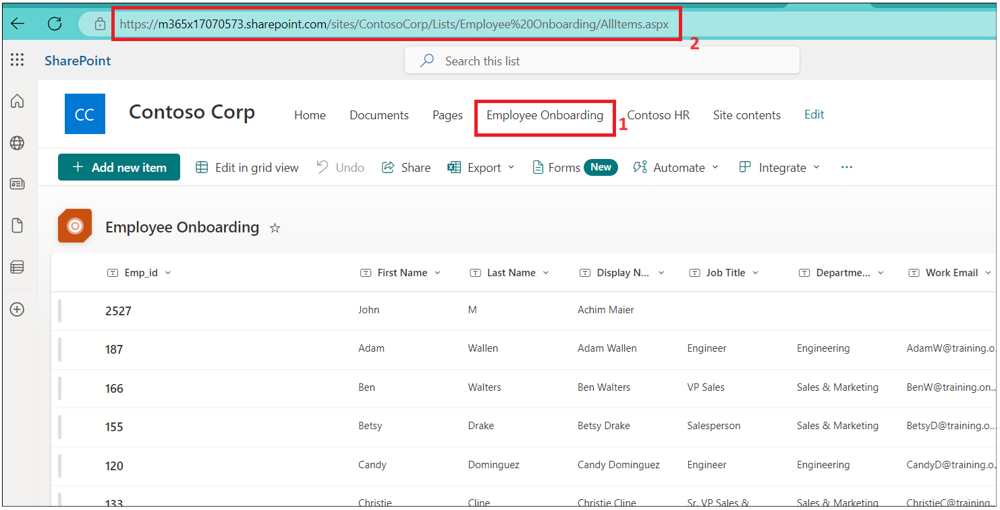 https://m365x17070573.sharepoint.com/sites/ContosoCorp/Lists/Employee%20Onboarding/AllItems.aspx
2
SharePoint Search this list
CC Contoso Corp Home Documents Pages Employee Onboarding 1 Contoso HR Site contents Edit
+ Add new item Edit in grid view Undo Share Export Forms New Automate Integrate ...
Employee Onboarding
Emp_id First Name Last Name Display N... Job Title Departme... Work Email
2527 John M Achim Maier
187 Adam Wallen Adam Wallen Engineer Engineering AdamW@training.o...
166 Ben Walters Ben Walters VP Sales Sales & Marketing BenW@training.on...
155 Betsy Drake Betsy Drake Salesperson Sales & Marketing BetsyD@training.o...
120 Candy Dominguez Candy Dominguez Engineer Engineering CandyD@training.o...
133 Christie Cline Christie Cline Sr. VP Sales & Sales & Marketing ChristieC@training.o...